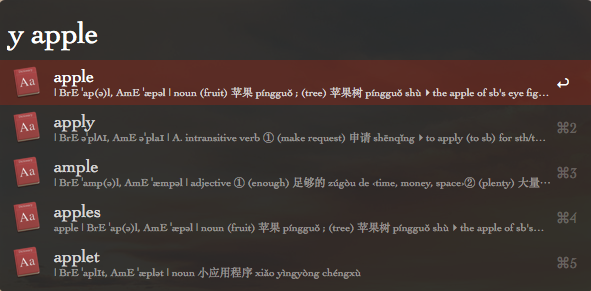 y apple
apple
| BrE ˈap(ə)l, AmE ˈæpəl | noun (fruit) 苹果 píngguǒ ; (tree) 苹果树 píngguǒ shù ▸ the apple of sb's eye fig…
↩
Aa
apply
| BrE əˈplʌɪ, AmE əˈplaɪ | A. intransitive verb ① (make request) 申请 shēnqǐng ▸ to apply (to sb) for sth/t…
⌘2
Aa
ample
| BrE ˈamp(ə)l, AmE ˈæmpəl | adjective ① (enough) 足够的 zúgòu de ‹time, money, space›② (plenty) 大量…
⌘3
Aa
apples
apple | BrE ˈap(ə)l, AmE ˈæpəl | noun (fruit) 苹果 píngguǒ ; (tree) 苹果树 píngguǒ shù ▸ the apple of sb's…
⌘4
Aa
applet
| BrE ˈaplɪt, AmE ˈæplət | noun 小应用程序 xiǎo yìngyòng chéngxù
⌘5
Aa